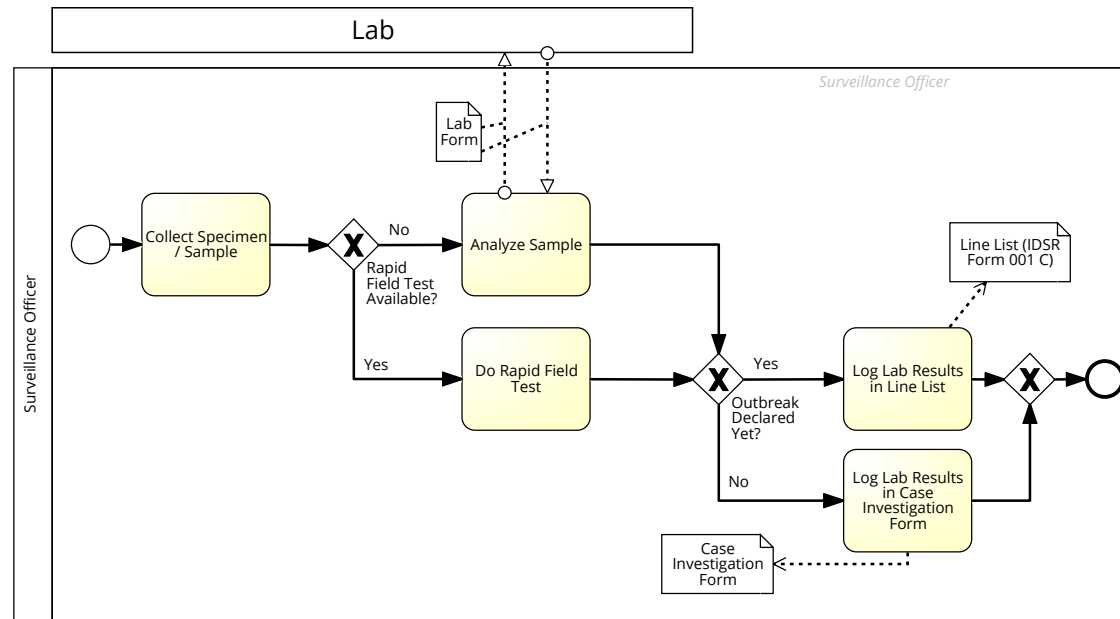 Lab
Surveillance Officer
Surveillance Officer
Lab
Form
Collect Specimen
/ Sample
No
Rapid
Field Test
Available?
Analyze Sample
Line List (IDSR
Form 001 C)
Yes
Do Rapid Field
Test
Yes
Outbreak
Declared
Yet?
Log Lab Results
in Line List
No
Log Lab Results
in Case
Investigation
Form
Case
Investigation
Form